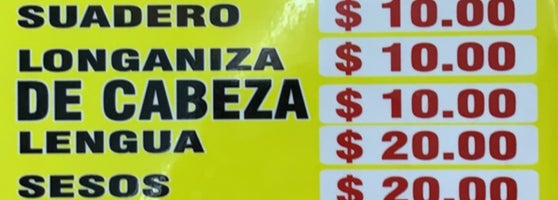 SUADERO $ 10.00
LONGANIZA $ 10.00
DE CABEZA $ 10.00
LENGUA $ 20.00
SESOS $ 20.00